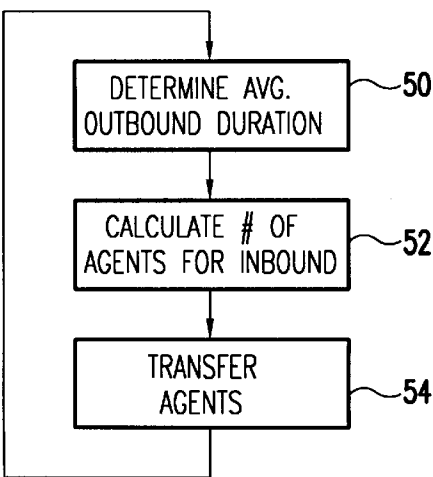 DETERMINE AVG.
OUTBOUND DURATION
50
CALCULATE # OF
AGENTS FOR INBOUND
52
TRANSFER
AGENTS
54